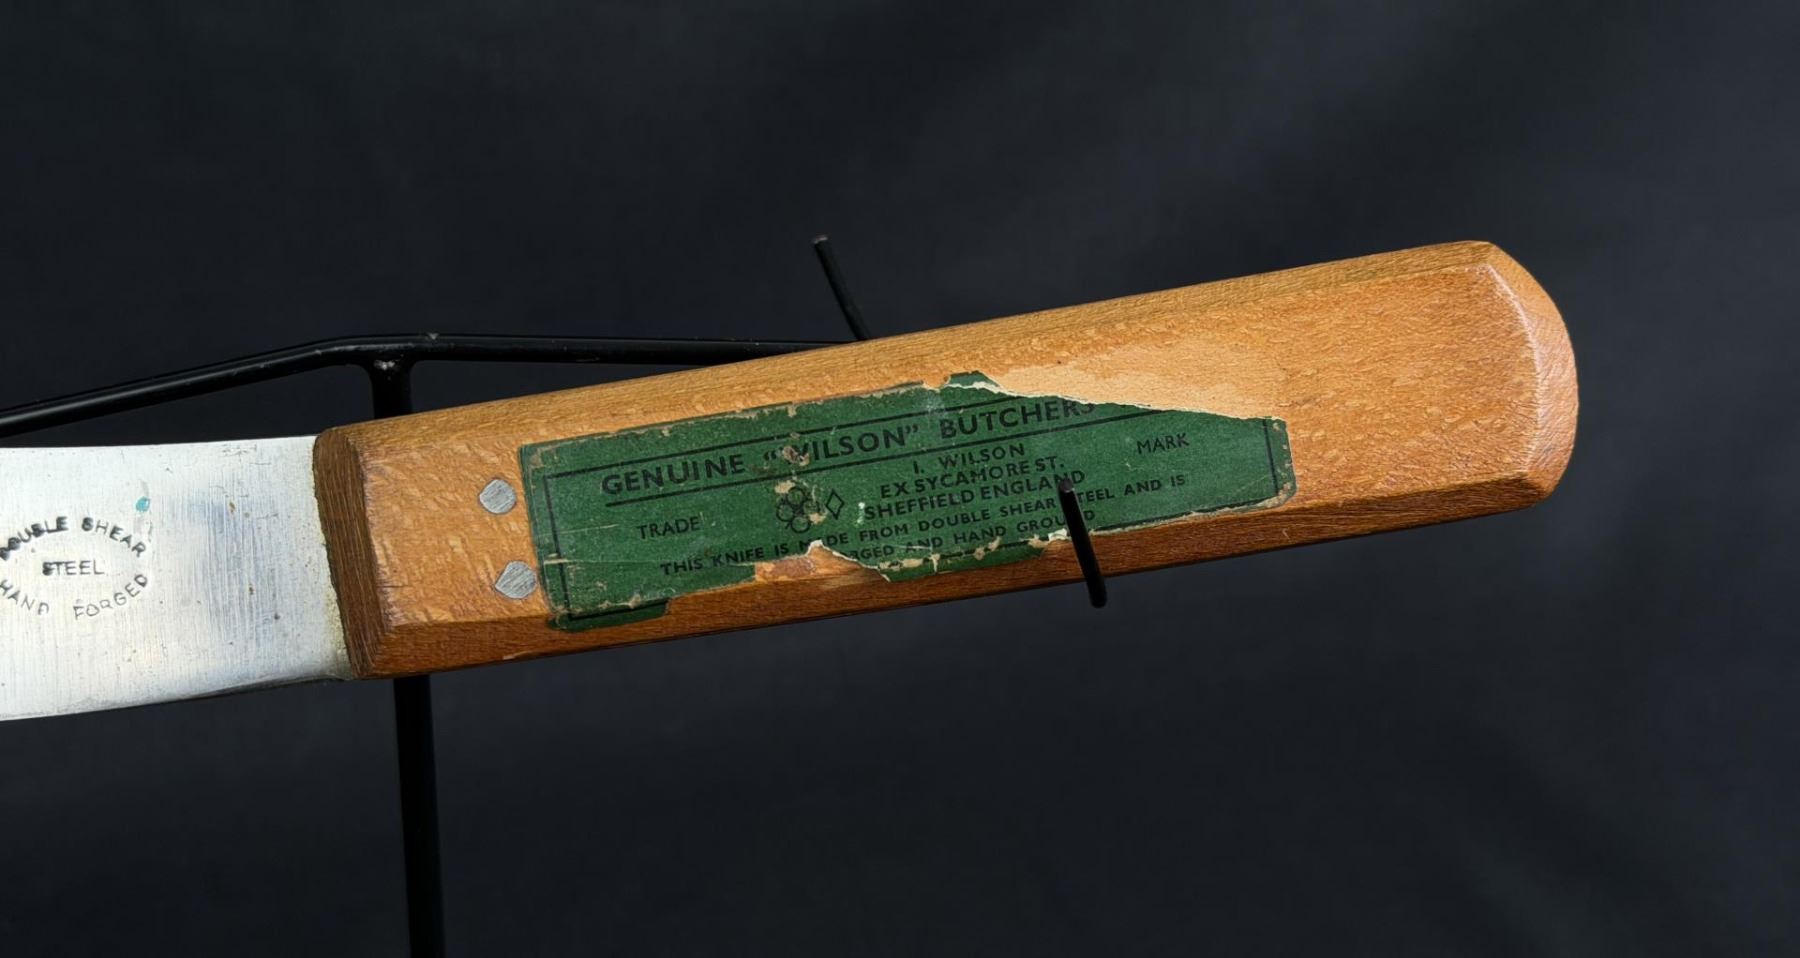 DOUBLE SHEAR
STEEL
HAND FORGED
GENUINE "WILSON" BUTCHERS
I. WILSON
TRADE MARK
EX SYCAMORE ST.
SHEFFIELD ENGLAND
THIS KNIFE IS MADE FROM DOUBLE SHEAR STEEL AND IS
AND HAND GROUND